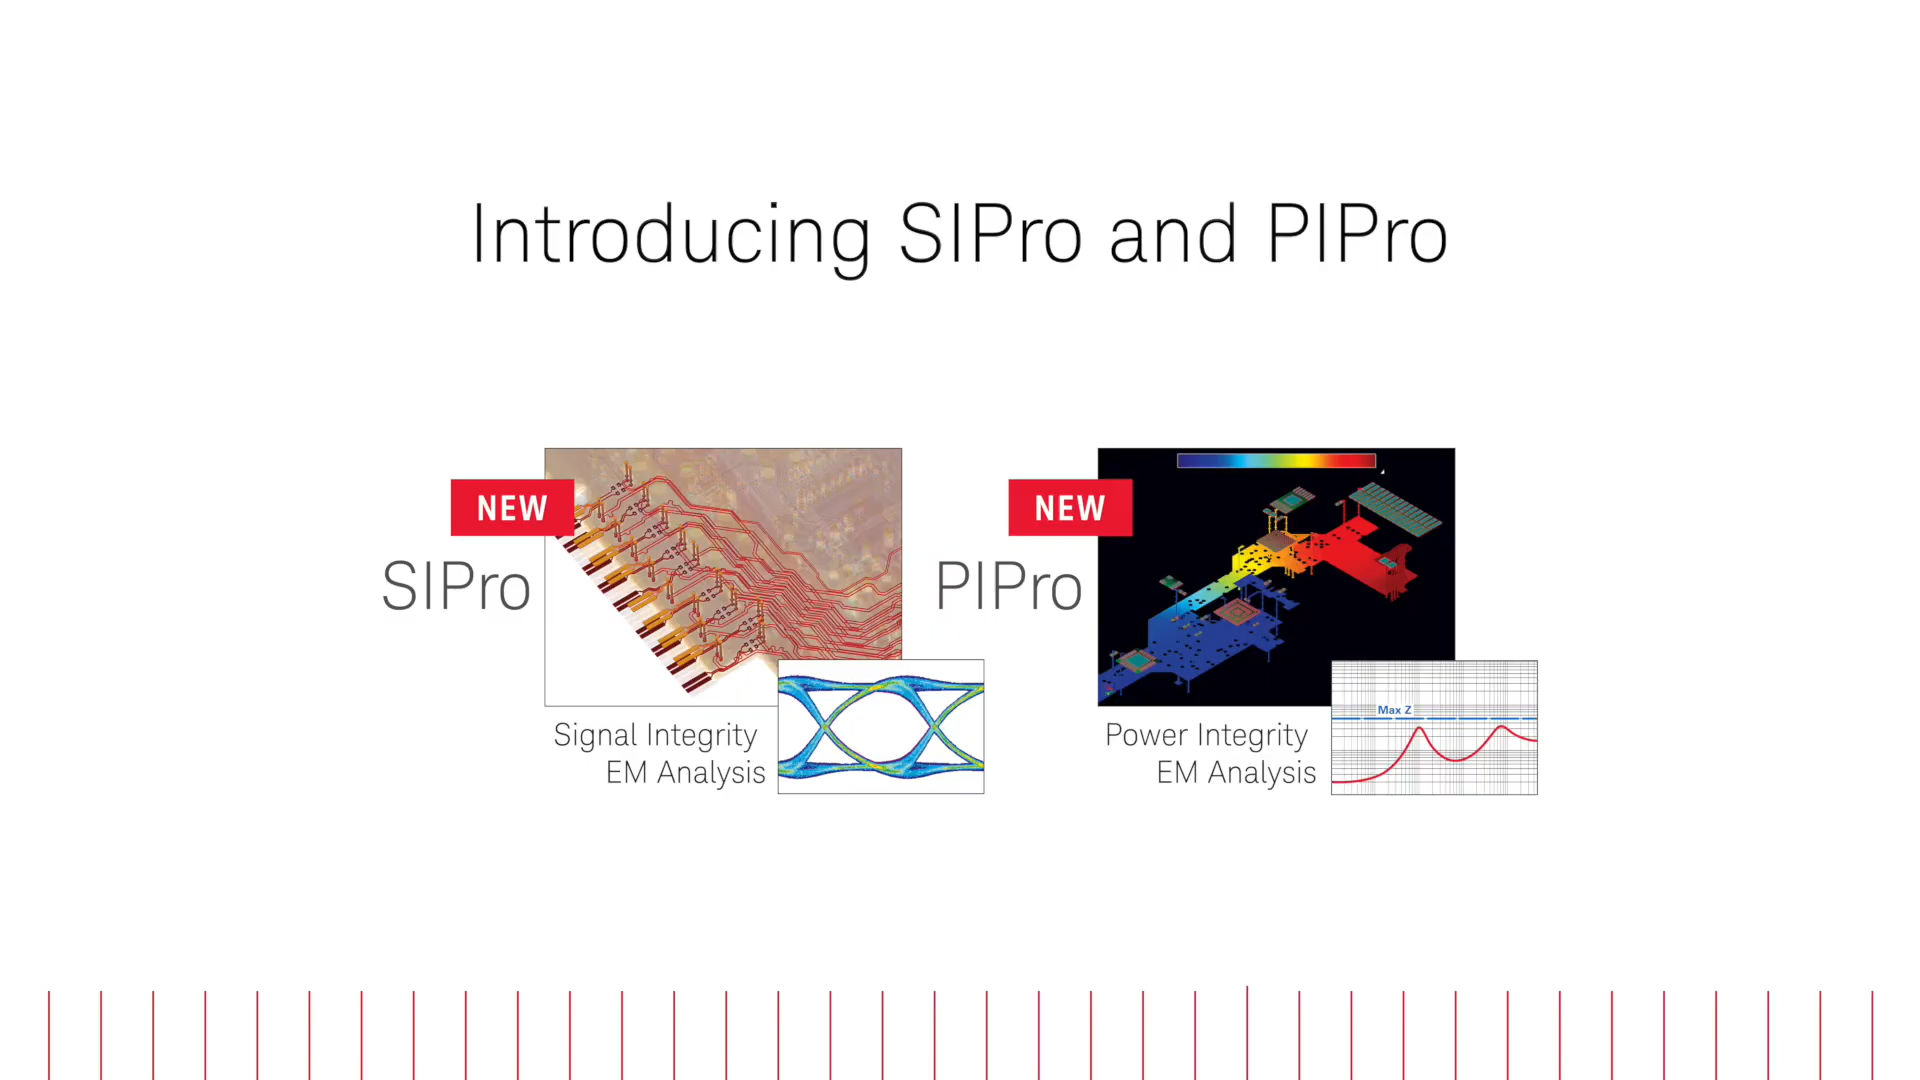 Introducing SIPro and PIPro
NEW
SIPro
Signal Integrity
EM Analysis
NEW
PIPro
Max Z
Power Integrity
EM Analysis